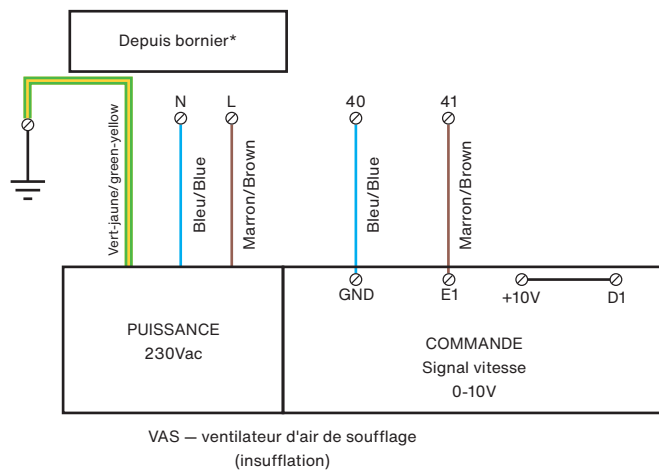 Depuis bornier*
N
L
40
41
Vert-jaune/green-yellow
Bleu/Blue
Marron/Brown
Bleu/Blue
Marron/Brown
GND
E1
+10V
D1
PUISSANCE
230Vac
COMMANDE
Signal vitesse
0-10V
VAS — ventilateur d'air de soufflage
(insufflation)